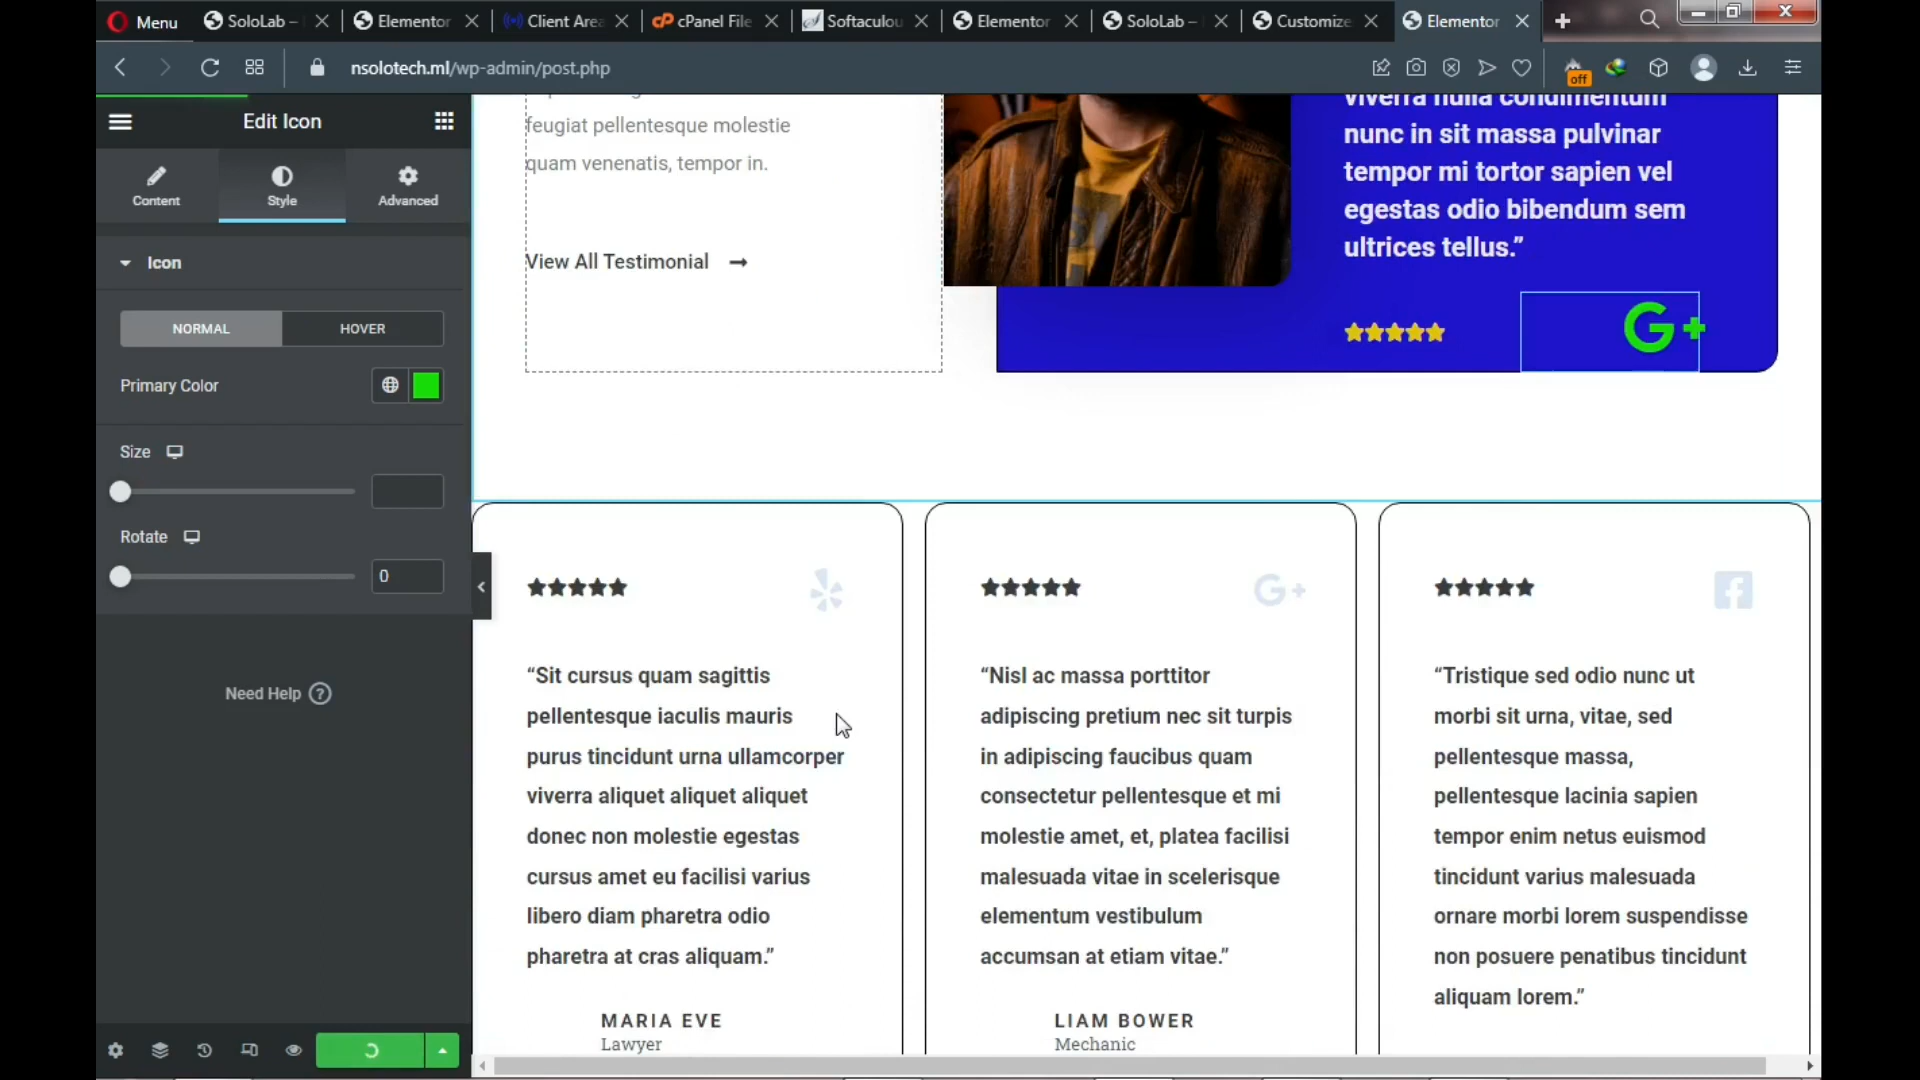 Menu
SoloLab –
Elementor
Client Area
cPanel File
Softaculou
Elementor
SoloLab –
Customize
Elementor
nsolotech.ml/wp-admin/post.php
off
Edit Icon
Content
Style
Advanced
Icon
NORMAL
HOVER
Primary Color
Size
Rotate
0
Need Help ?
feugiat pellentesque molestie
quam venenatis, tempor in.
View All Testimonial
viverra nulla condimentum
nunc in sit massa pulvinar
tempor mi tortor sapien vel
egestas odio bibendum sem
ultrices tellus.”
G+
G+
“Sit cursus quam sagittis
pellentesque iaculis mauris
purus tincidunt urna ullamcorper
viverra aliquet aliquet aliquet
donec non molestie egestas
cursus amet eu facilisi varius
libero diam pharetra odio
pharetra at cras aliquam.”
MARIA EVE
Lawyer
“Nisl ac massa porttitor
adipiscing pretium nec sit turpis
in adipiscing faucibus quam
consectetur pellentesque et mi
molestie amet, et, platea facilisi
malesuada vitae in scelerisque
elementum vestibulum
accumsan at etiam vitae.”
LIAM BOWER
Mechanic
“Tristique sed odio nunc ut
morbi sit urna, vitae, sed
pellentesque massa,
pellentesque lacinia sapien
tempor enim netus euismod
tincidunt varius malesuada
ornare morbi lorem suspendisse
non posuere penatibus tincidunt
aliquam lorem.”